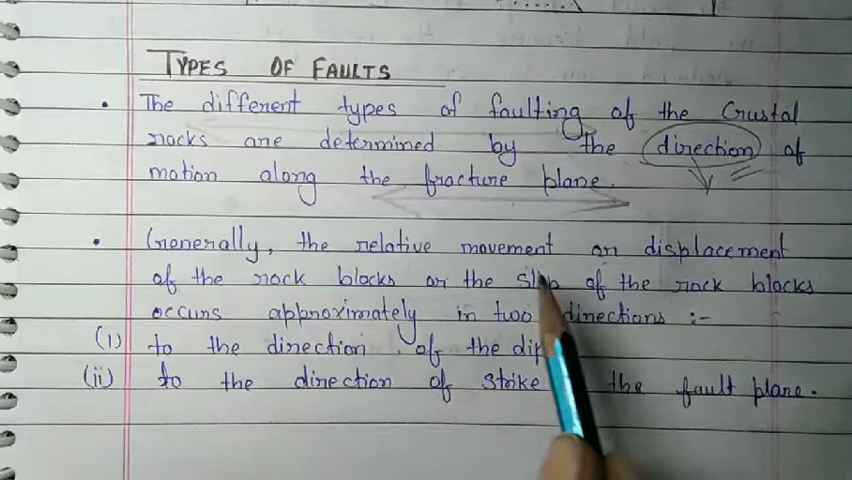 TYPES OF FAULTS
• The different types of faulting of the Crustal
rocks are determined by the direction of
motion along the fracture plane.
• Generally, the relative movement or displacement
of the rock blocks or the slip of the rock blocks
occurs approximately in two directions :-
(i) to the direction of the dip
(ii) to the direction of strike the fault plane.